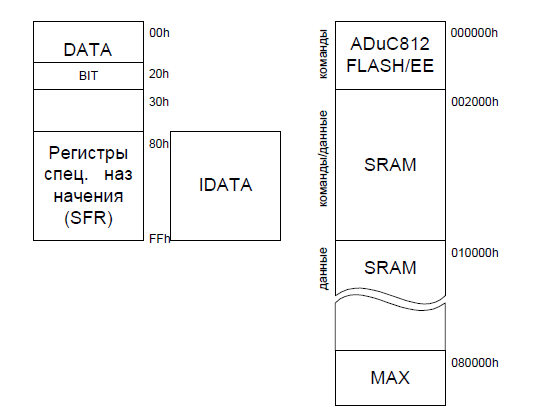 DATA
00h
BIT
20h
30h
80h
Регистры
спец. наз
начения
(SFR)
FFh
IDATA
команды
ADuC812
FLASH/EE
000000h
002000h
команды/данные
SRAM
данные
SRAM
010000h
080000h
MAX